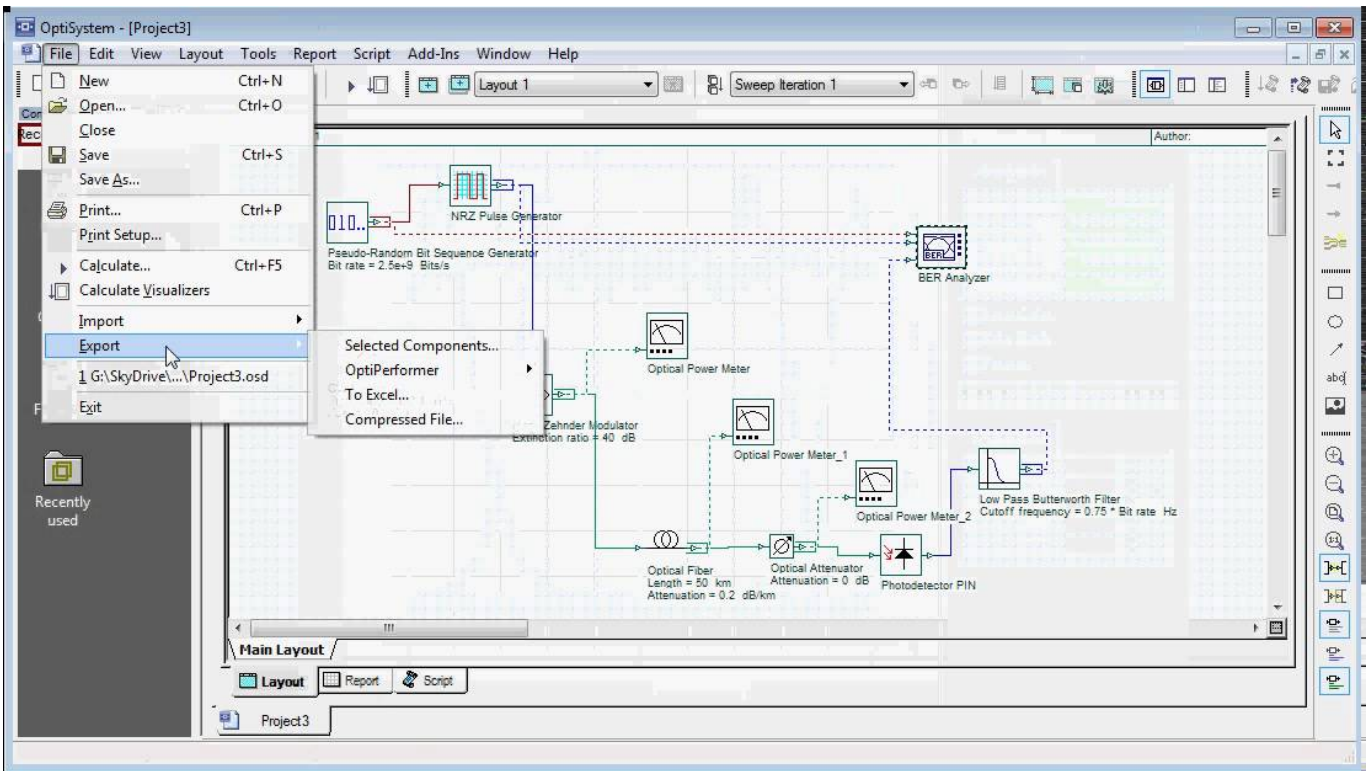 OptiSystem - [Project3]
File Edit View Layout Tools Report Script Add-Ins Window Help
New Ctrl+N
Open... Ctrl+O
Close
Save Ctrl+S
Save As...
Print... Ctrl+P
Print Setup...
Calculate... Ctrl+F5
Calculate Visualizers
Import
Export
1 G:\SkyDrive\...\Project3.osd
Exit
Selected Components...
OptiPerformer
To Excel...
Compressed File...
Layout 1
Sweep Iteration 1
Author:
010..
NRZ Pulse Generator
Pseudo-Random Bit Sequence Generator
Bit rate = 2.5e+9 Bits/s
BER
BER Analyzer
Optical Power Meter
Zehnder Modulator
Extinction ratio = 40 dB
Optical Power Meter_1
Optical Power Meter_2
Low Pass Butterworth Filter
Cutoff frequency = 0.75 * Bit rate Hz
Optical Fiber
Length = 50 km
Attenuation = 0.2 dB/km
Optical Attenuator
Attenuation = 0 dB
Photodetector PIN
Recently
used
abc
Main Layout
Layout Report Script
Project3